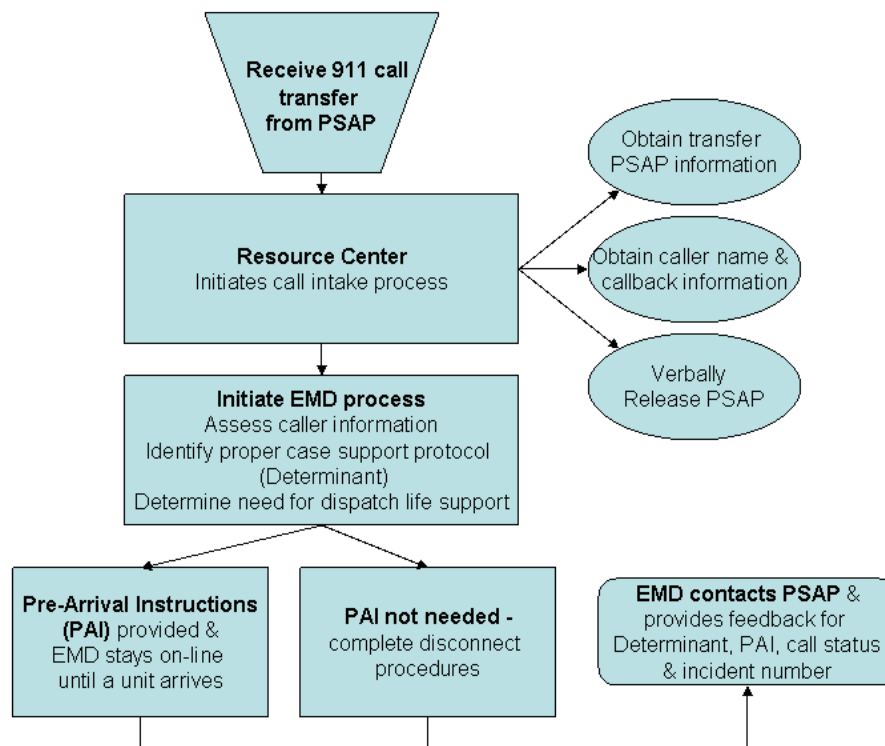 Receive 911 call
transfer
from PSAP
Obtain transfer
PSAP information
Resource Center
Initiates call intake process
Obtain caller name &
callback information
Verbally
Release PSAP
Initiate EMD process
Assess caller information
Identify proper case support protocol
(Determinant)
Determine need for dispatch life support
Pre-Arrival Instructions
(PAI) provided &
EMD stays on-line
until a unit arrives
PAI not needed -
complete disconnect
procedures
EMD contacts PSAP &
provides feedback for
Determinant, PAI, call status
& incident number